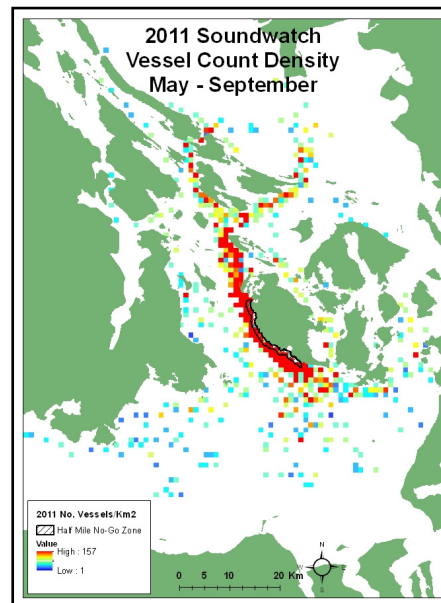 2011 Soundwatch
Vessel Count Density
May - September
2011 No. Vessels/Km2
Half Mile No-Go Zone
Value
High : 157
Low : 1
0 5 10 20 Km
N
W E
S